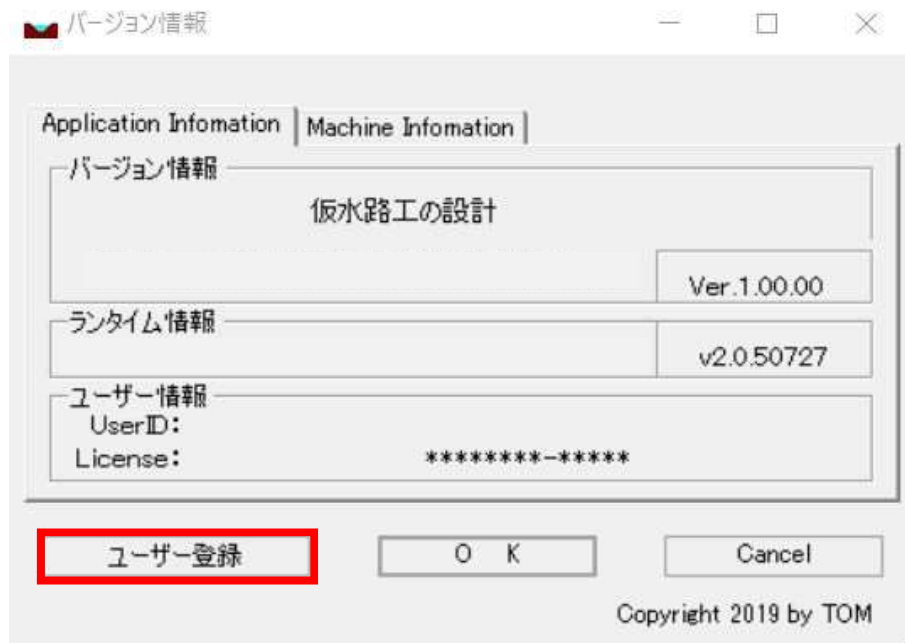 バージョン情報
Application Infomation
Machine Infomation
バージョン情報
仮水路工の設計
Ver.1.00.00
ランタイム情報
v2.0.50727
ユーザー情報
UserID:
License: ********-*****
ユーザー登録
O K
Cancel
Copyright 2019 by TOM